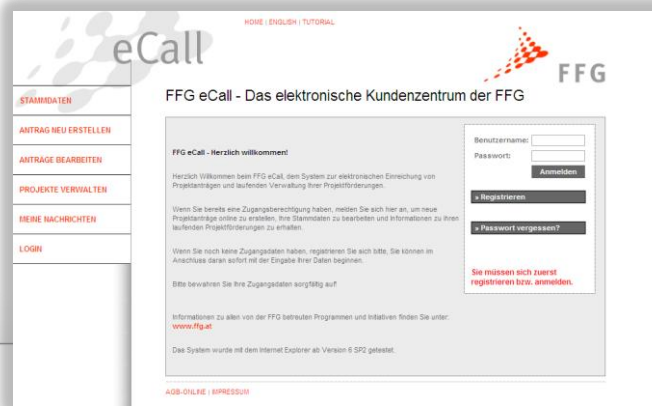 HOME | ENGLISH | TUTORIAL
eCall
FFG
STAMMDATEN
ANTRAG NEU ERSTELLEN
ANTRÄGE BEARBEITEN
PROJEKTE VERWALTEN
MEINE NACHRICHTEN
LOGIN
FFG eCall - Das elektronische Kundenzentrum der FFG
FFG eCall - Herzlich willkommen!
Herzlich Willkommen beim FFG eCall, dem System zur elektronischen Einreichung von
Projektanträgen und laufenden Verwaltung Ihrer Projektförderungen.
Wenn Sie bereits eine Zugangsberechtigung haben, melden Sie sich hier an, um neue
Projektanträge online zu erstellen, Ihre Stammdaten zu bearbeiten und Informationen zu Ihren
laufenden Projektförderungen zu erhalten.
Wenn Sie noch keine Zugangsdaten haben, registrieren Sie sich bitte, Sie können im
Anschluss daran sofort mit der Eingabe Ihrer Daten beginnen.
Bitte bewahren Sie Ihre Zugangsdaten sorgfältig auf!
Informationen zu allen von der FFG betreuten Programmen und Initiativen finden Sie unter:
www.ffg.at
Das System wurde mit dem Internet Explorer ab Version 6 SP2 getestet.
Benutzername:
Passwort:
Anmelden
» Registrieren
» Passwort vergessen?
Sie müssen sich zuerst
registrieren bzw. anmelden.
AGB-ONLINE | IMPRESSUM